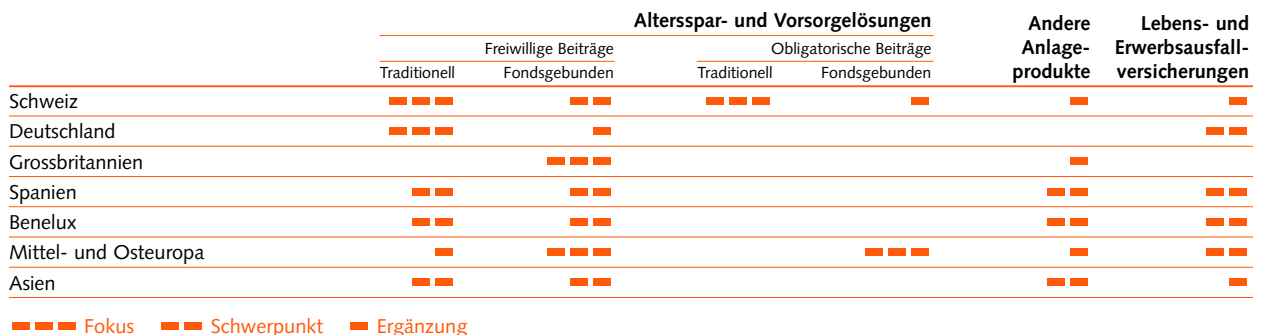 Altersspar- und Vorsorgelösungen Andere Lebens- und
Freiwillige Beiträge Obligatorische Beiträge Anlage- Erwerbsausfall-
Traditionell Fondsgebunden Traditionell Fondsgebunden produkte versicherungen
Schweiz
Deutschland
Grossbritannien
Spanien
Benelux
Mittel- und Osteuropa
Asien
Fokus Schwerpunkt Ergänzung